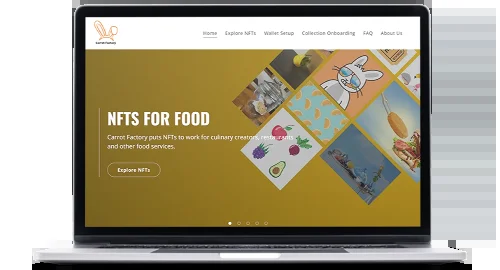 Carrot Factory
Home Explore NFTs Wallet Setup Collection Onboarding FAQ About Us
NFTS FOR FOOD
Carrot Factory puts NFTs to work for culinary creators, restaurants
and other food services.
Explore NFTs